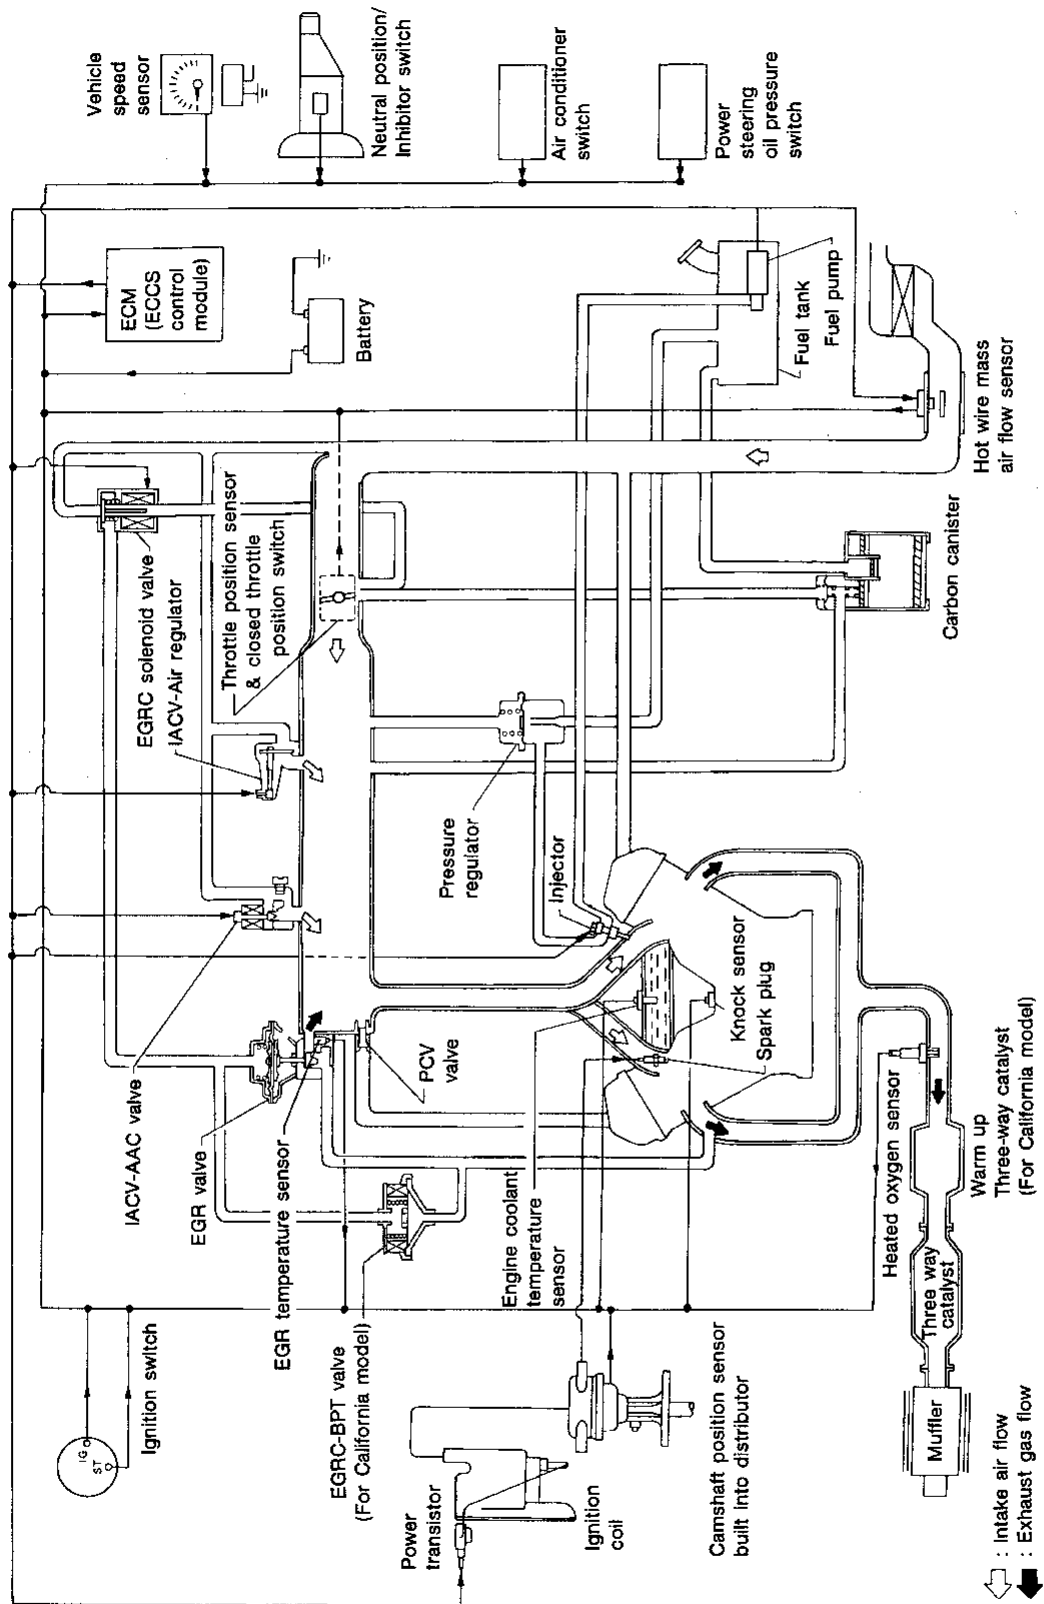 Vehicle
speed
sensor
Neutral position/
Inhibitor switch
Air conditioner
switch
Power
steering
oil pressure
switch
ECM
(ECCS
control
module)
Battery
Fuel tank
Fuel pump
Hot wire mass
air flow sensor
EGRC solenoid valve
IACV-Air regulator
Throttle position sensor
& closed throttle
position switch
Carbon canister
Pressure
regulator
Injector
IACV-AAC valve
EGR valve
EGR temperature sensor
PCV
valve
Knock sensor
Spark plug
Engine coolant
temperature
sensor
EGRC-BPT valve
(For California model)
Heated oxygen sensor
Warm up
Three-way catalyst
(For California model)
Three way
catalyst
Muffler
IG
ST
Ignition switch
Power
transistor
Ignition
coil
Camshaft position sensor
built into distributor
: Intake air flow
: Exhaust gas flow